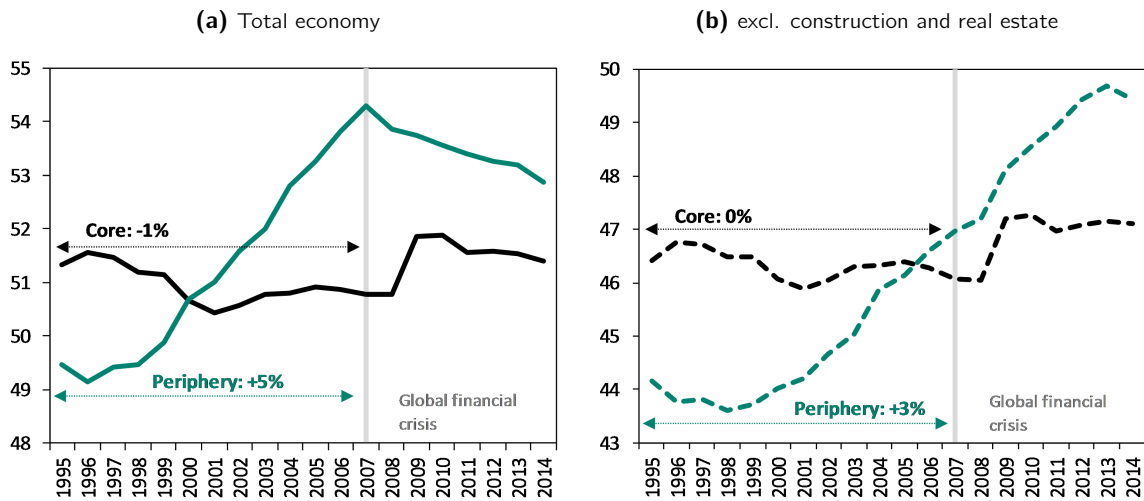 (a) Total economy
55
54
53
52
51
50
49
48
Core: -1%
Periphery: +5%
Global financial
crisis
1995 1996 1997 1998 1999 2000 2001 2002 2003 2004 2005 2006 2007 2008 2009 2010 2011 2012 2013 2014
(b) excl. construction and real estate
50
49
48
47
46
45
44
43
Core: 0%
Periphery: +3%
Global financial
crisis
1995 1996 1997 1998 1999 2000 2001 2002 2003 2004 2005 2006 2007 2008 2009 2010 2011 2012 2013 2014